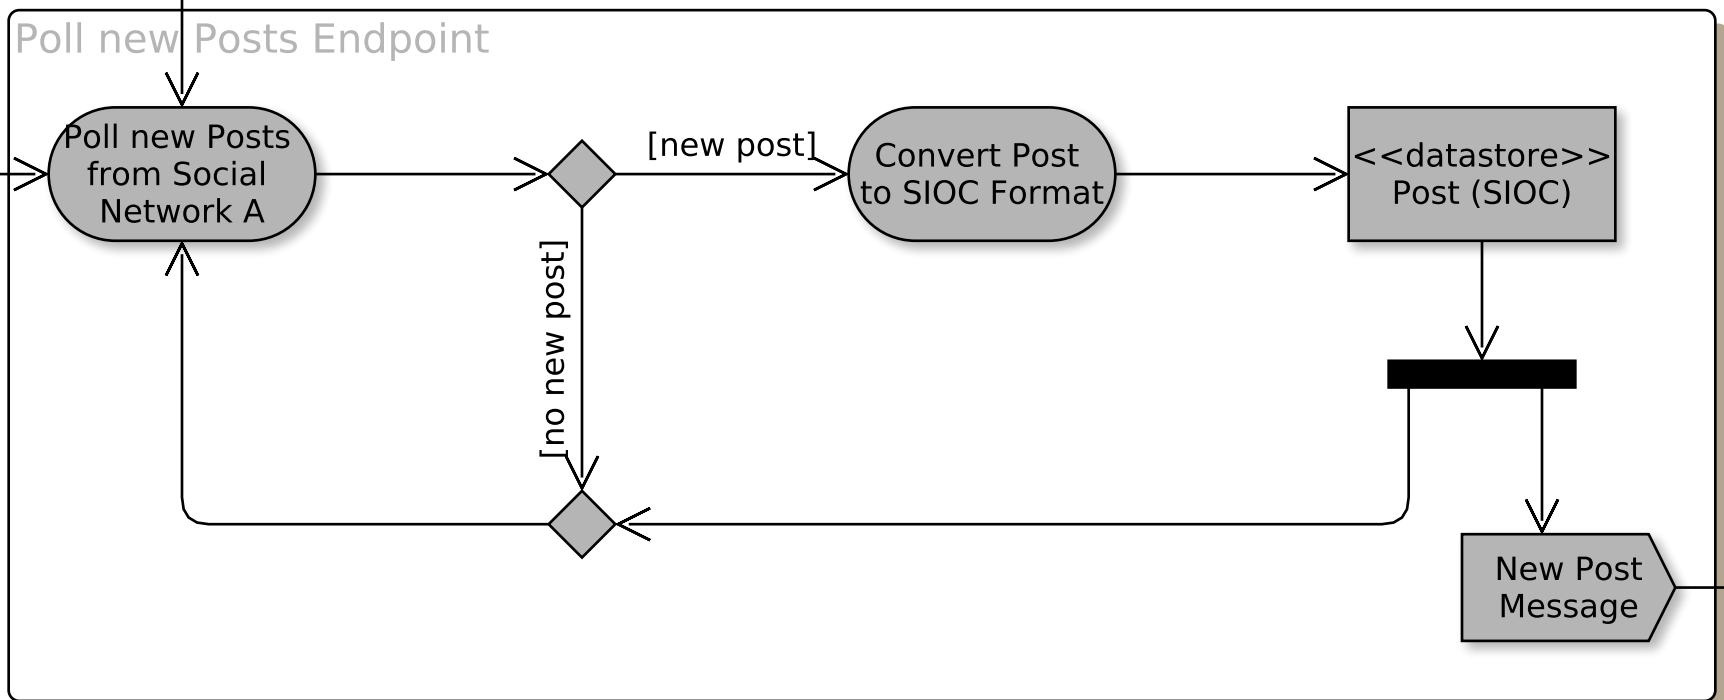 Poll new Posts Endpoint
Poll new Posts
from Social
Network A
[new post]
Convert Post
to SIOC Format
<<datastore>>
Post (SIOC)
[no new post]
New Post
Message